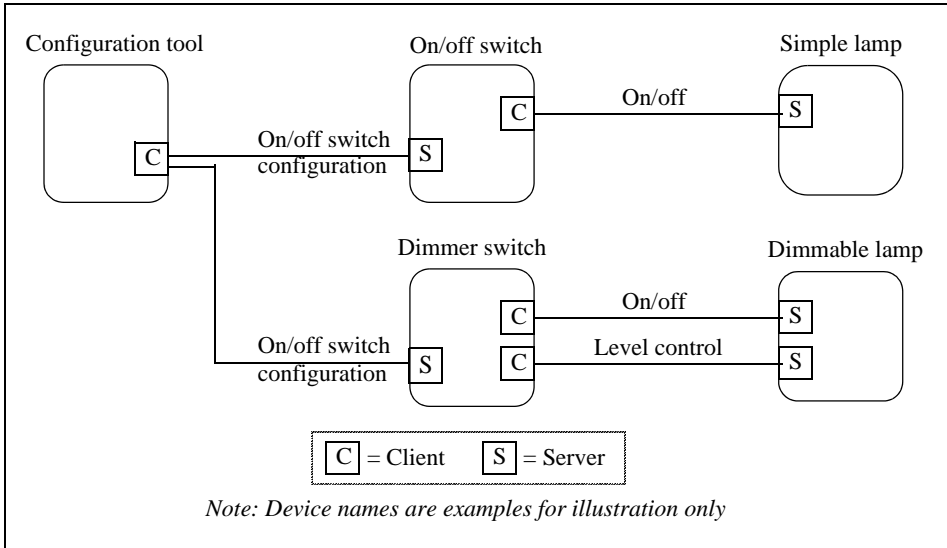 Configuration tool
On/off switch
Simple lamp
C
On/off switch
configuration
S
C
On/off
S
Dimmer switch
Dimmable lamp
On/off switch
configuration
S
C
On/off
S
C
Level control
S
C = Client
S = Server
Note: Device names are examples for illustration only